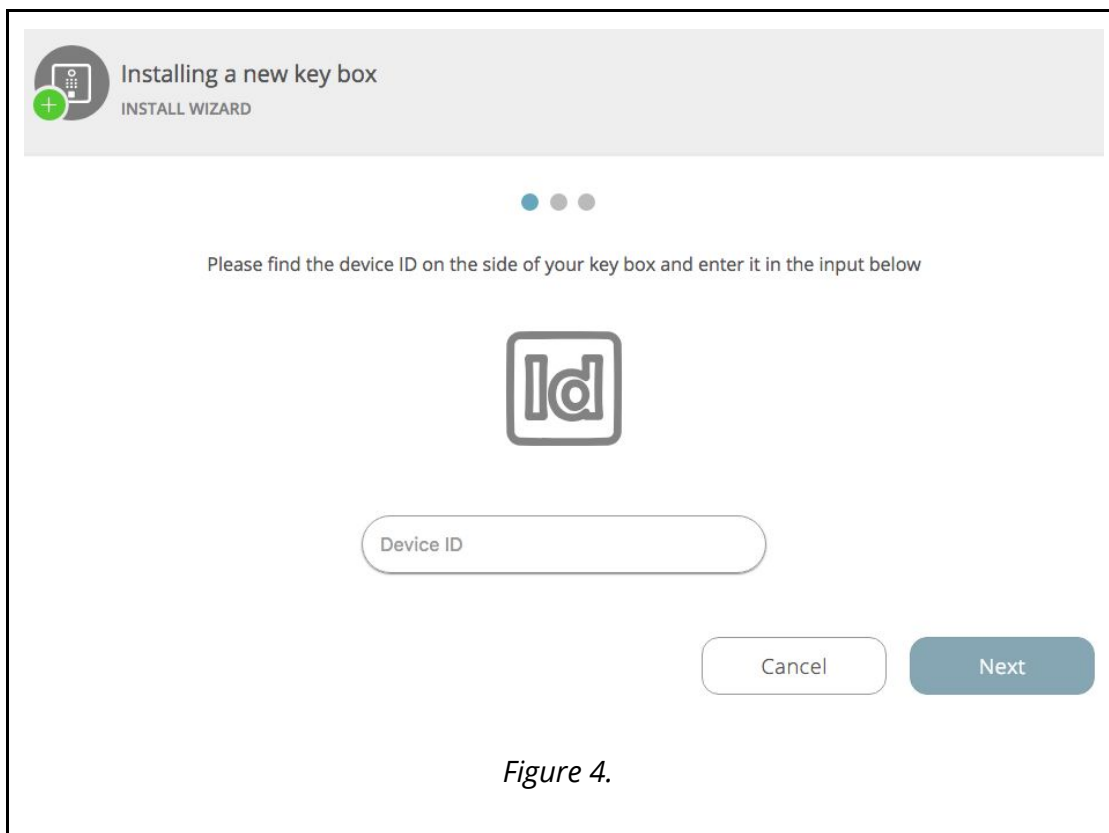 Installing a new key box
INSTALL WIZARD
Please find the device ID on the side of your key box and enter it in the input below
Id
Device ID
Cancel
Next
Figure 4.